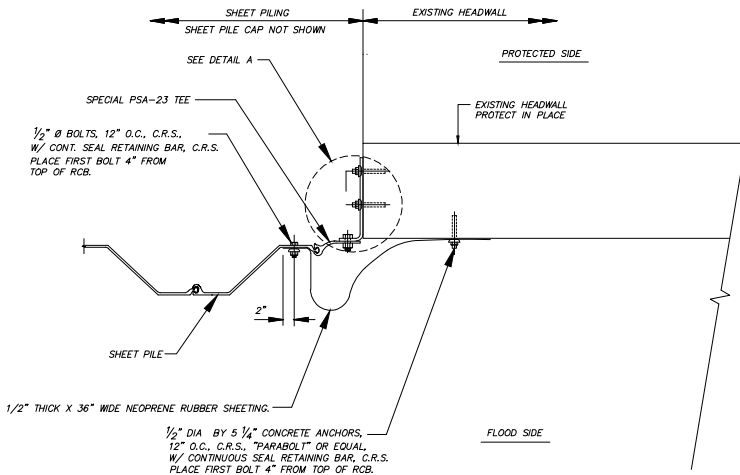 SHEET PILING
EXISTING HEADWALL
SHEET PILE CAP NOT SHOWN
SEE DETAIL A
PROTECTED SIDE
SPECIAL PSA-23 TEE
EXISTING HEADWALL
PROTECT IN PLACE
1/2" Ø BOLTS, 12" O.C., C.R.S.,
W/ CONT. SEAL RETAINING BAR, C.R.S.
PLACE FIRST BOLT 4" FROM
TOP OF RCB.
2"
SHEET PILE
1/2" THICK X 36" WIDE NEOPRENE RUBBER SHEETING.
1/2" DIA BY 5 1/4" CONCRETE ANCHORS,
12" O.C., C.R.S., "PARABOLT" OR EQUAL,
W/ CONTINUOUS SEAL RETAINING BAR, C.R.S.
PLACE FIRST BOLT 4" FROM TOP OF RCB.
FLOOD SIDE